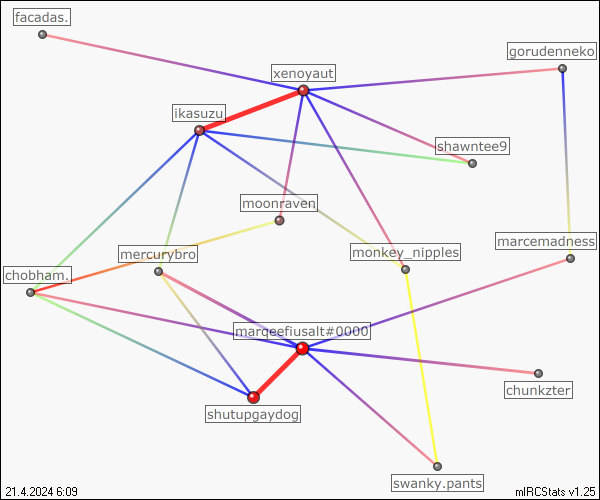 facadas.
gorudenneko
xenoyaut
ikasuzu
shawntee9
moonraven
mercurybro
monkey_nipples
marcemadness
chobham.
marqeefiusalt#0000
chunkzter
shutupgaydog
swanky.pants
21.4.2024 6:09
mIRCStats v1.25